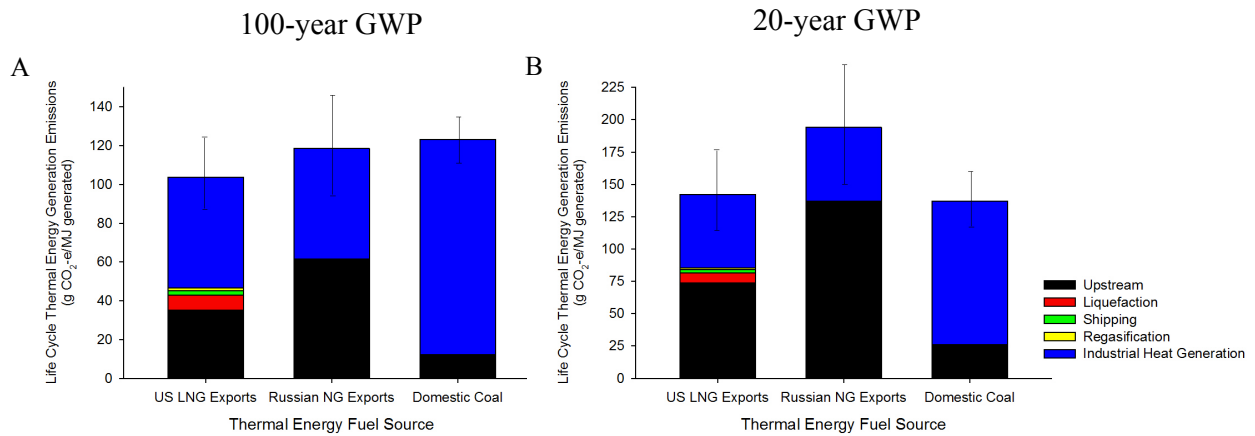 100-year GWP
20-year GWP
A
B
Life Cycle Thermal Energy Generation Emissions
(g CO2-e/MJ generated)
140
120
100
80
60
40
20
0
US LNG Exports
Russian NG Exports
Domestic Coal
Thermal Energy Fuel Source
Life Cycle Thermal Energy Generation Emissions
(g CO2-e/MJ generated)
225
200
175
150
125
100
75
50
25
0
US LNG Exports
Russian NG Exports
Domestic Coal
Thermal Energy Fuel Source
Upstream
Liquefaction
Shipping
Regasification
Industrial Heat Generation